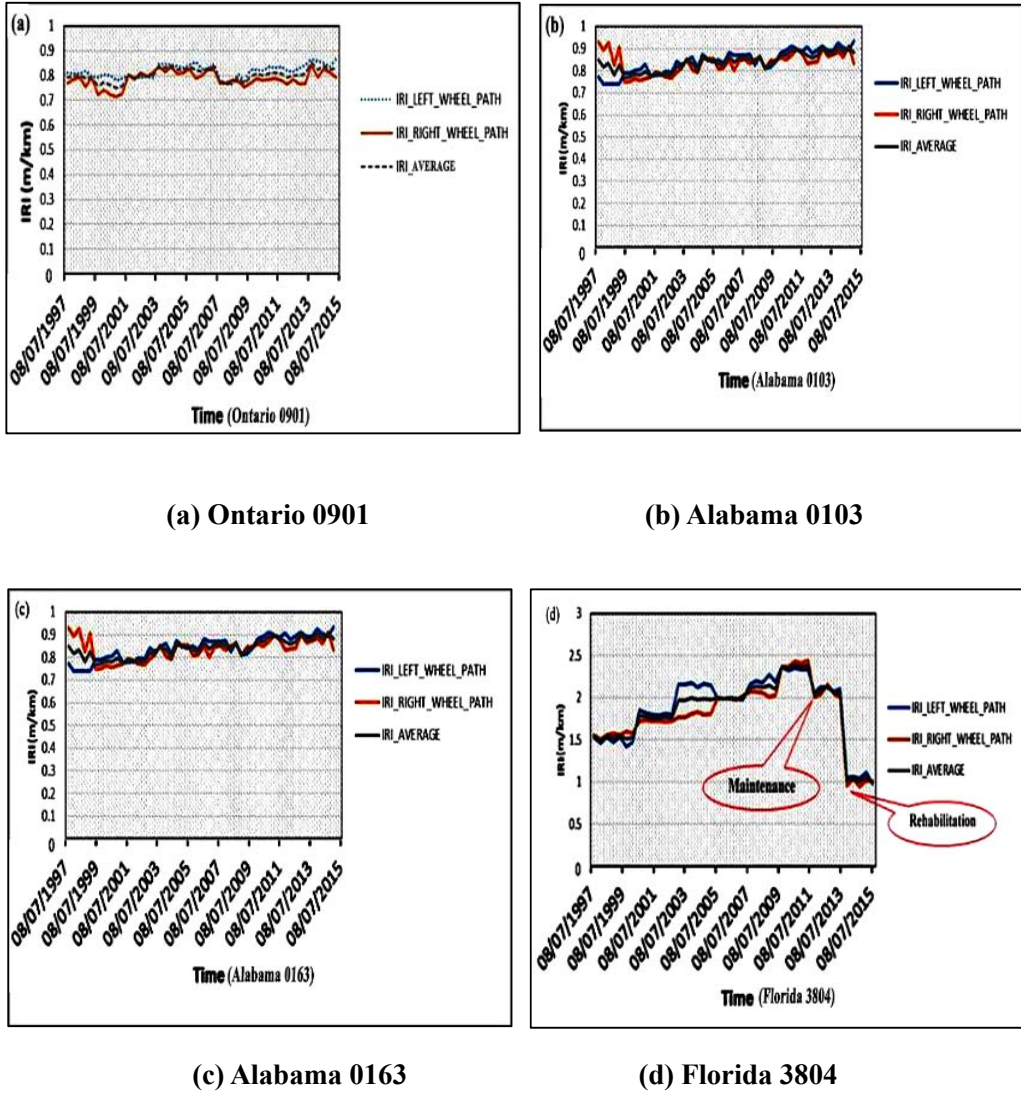 (a)
1
0.9
0.8
0.7
0.6
0.5
0.4
0.3
0.2
0.1
0
IRI (m/km)
IRI_LEFT_WHEEL_PATH
IRI_RIGHT_WHEEL_PATH
IRI_AVERAGE
08/07/1997
08/07/1999
08/07/2001
08/07/2003
08/07/2005
08/07/2007
08/07/2009
08/07/2011
08/07/2013
08/07/2015
Time (Ontario 0901)
(b)
1
0.9
0.8
0.7
0.6
0.5
0.4
0.3
0.2
0.1
0
IRI (m/km)
IRI_LEFT_WHEEL_PATH
IRI_RIGHT_WHEEL_PATH
IRI_AVERAGE
08/07/1997
08/07/1999
08/07/2001
08/07/2003
08/07/2005
08/07/2007
08/07/2009
08/07/2011
08/07/2013
08/07/2015
Time (Alabama 0103)
(a) Ontario 0901
(b) Alabama 0103
(c)
1
0.9
0.8
0.7
0.6
0.5
0.4
0.3
0.2
0.1
0
IRI(m/km)
IRI_LEFT_WHEEL_PATH
IRI_RIGHT_WHEEL_PATH
IRI_AVERAGE
08/07/1997
08/07/1999
08/07/2001
08/07/2003
08/07/2005
08/07/2007
08/07/2009
08/07/2011
08/07/2013
08/07/2015
Time (Alabama 0163)
(d)
3
2.5
2
1.5
1
0.5
0
IRI(m/km)
Maintenance
Rehabilitation
IRI_LEFT_WHEEL_PATH
IRI_RIGHT_WHEEL_PATH
IRI_AVERAGE
08/07/1997
08/07/1999
08/07/2001
08/07/2003
08/07/2005
08/07/2007
08/07/2009
08/07/2011
08/07/2013
08/07/2015
Time (Florida 3804)
(c) Alabama 0163
(d) Florida 3804